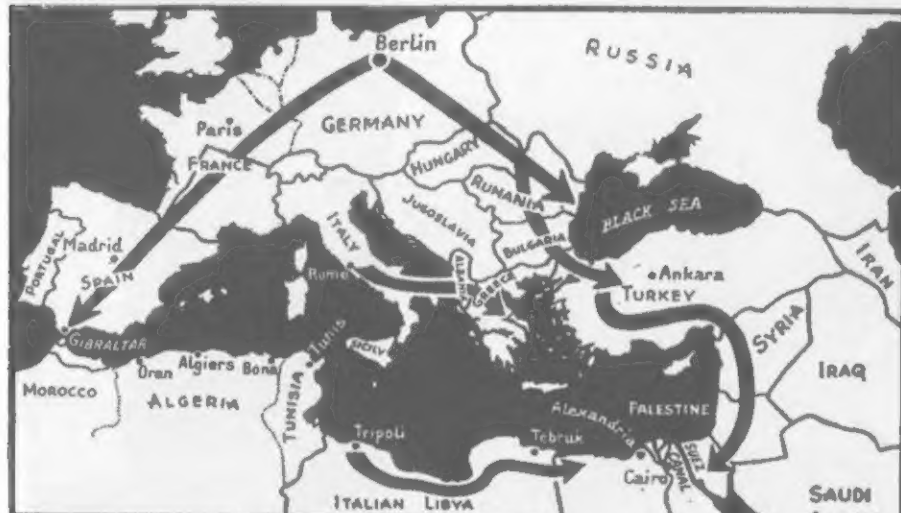 Berlin
RUSSIA
GERMANY
Paris
FRANCE
HUNGARY
RUMANIA
JUGOSLAVIA
BLACK SEA
ITALY
BULGARIA
PORTUGAL
Madrid
SPAIN
Rome
ALBANIA
GREECE
Ankara
TURKEY
IRAN
SYRIA
GIBRALTAR
SICILY
Tunis
Oran
Algiers
Bona
IRAQ
MOROCCO
ALGERIA
TUNISIA
Alexandria
PALESTINE
Tripoli
Tebruk
SUEZ
CANAL
Cairo
ITALIAN LIBYA
SAUDI